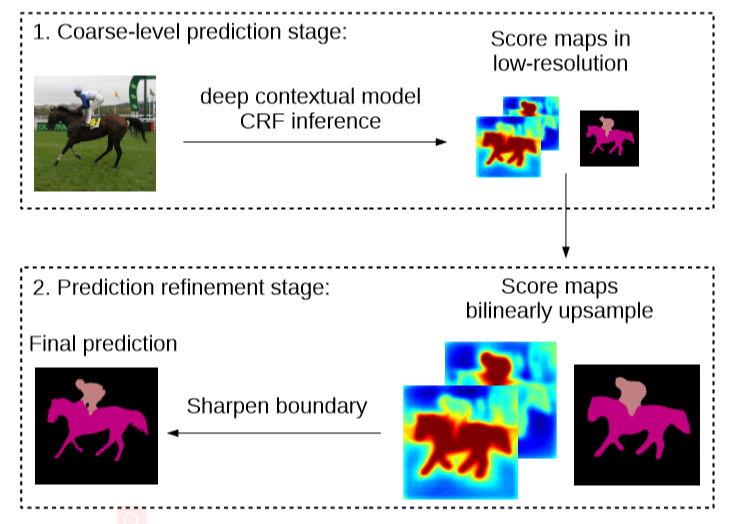 1. Coarse-level prediction stage:
Score maps in
low-resolution
deep contextual model
CRF inference
2. Prediction refinement stage:
Score maps
bilinearly upsample
Final prediction
Sharpen boundary